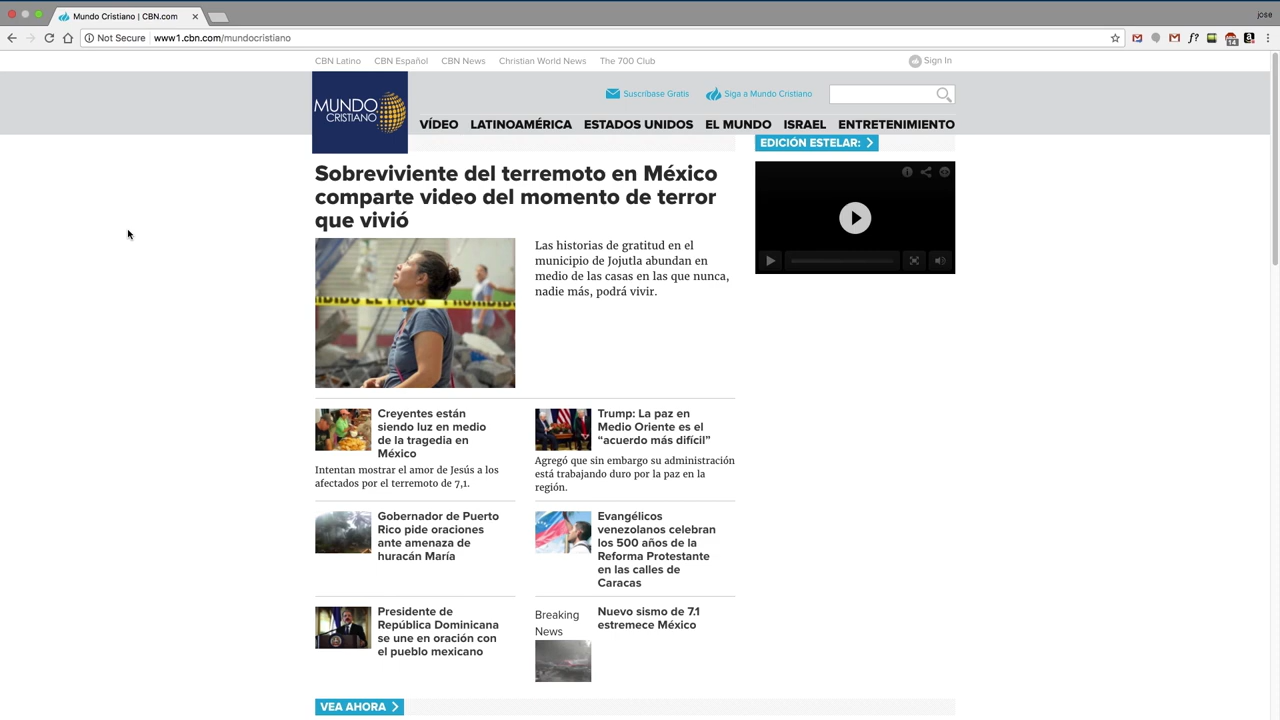 Mundo Cristiano | CBN.com
jose
Not Secure
www1.cbn.com/mundocristiano
f?
14
CBN Latino
CBN Español
CBN News
Christian World News
The 700 Club
Sign In
MUNDO
CRISTIANO
Suscríbase Gratis
Siga a Mundo Cristiano
VÍDEO
LATINOAMÉRICA
ESTADOS UNIDOS
EL MUNDO
ISRAEL
ENTRETENIMIENTO
EDICIÓN ESTELAR:
Sobreviviente del terremoto en México
comparte video del momento de terror
que vivió
Las historias de gratitud en el
municipio de Jojutla abundan en
medio de las casas en las que nunca,
nadie más, podrá vivir.
Creyentes están
siendo luz en medio
de la tragedia en
México
Intentan mostrar el amor de Jesús a los
afectados por el terremoto de 7,1.
Trump: La paz en
Medio Oriente es el
“acuerdo más difícil”
Agregó que sin embargo su administración
está trabajando duro por la paz en la
región.
Gobernador de Puerto
Rico pide oraciones
ante amenaza de
huracán María
Evangélicos
venezolanos celebran
los 500 años de la
Reforma Protestante
en las calles de
Caracas
Presidente de
República Dominicana
se une en oración con
el pueblo mexicano
Breaking
News
Nuevo sismo de 7.1
estremece México
VEA AHORA